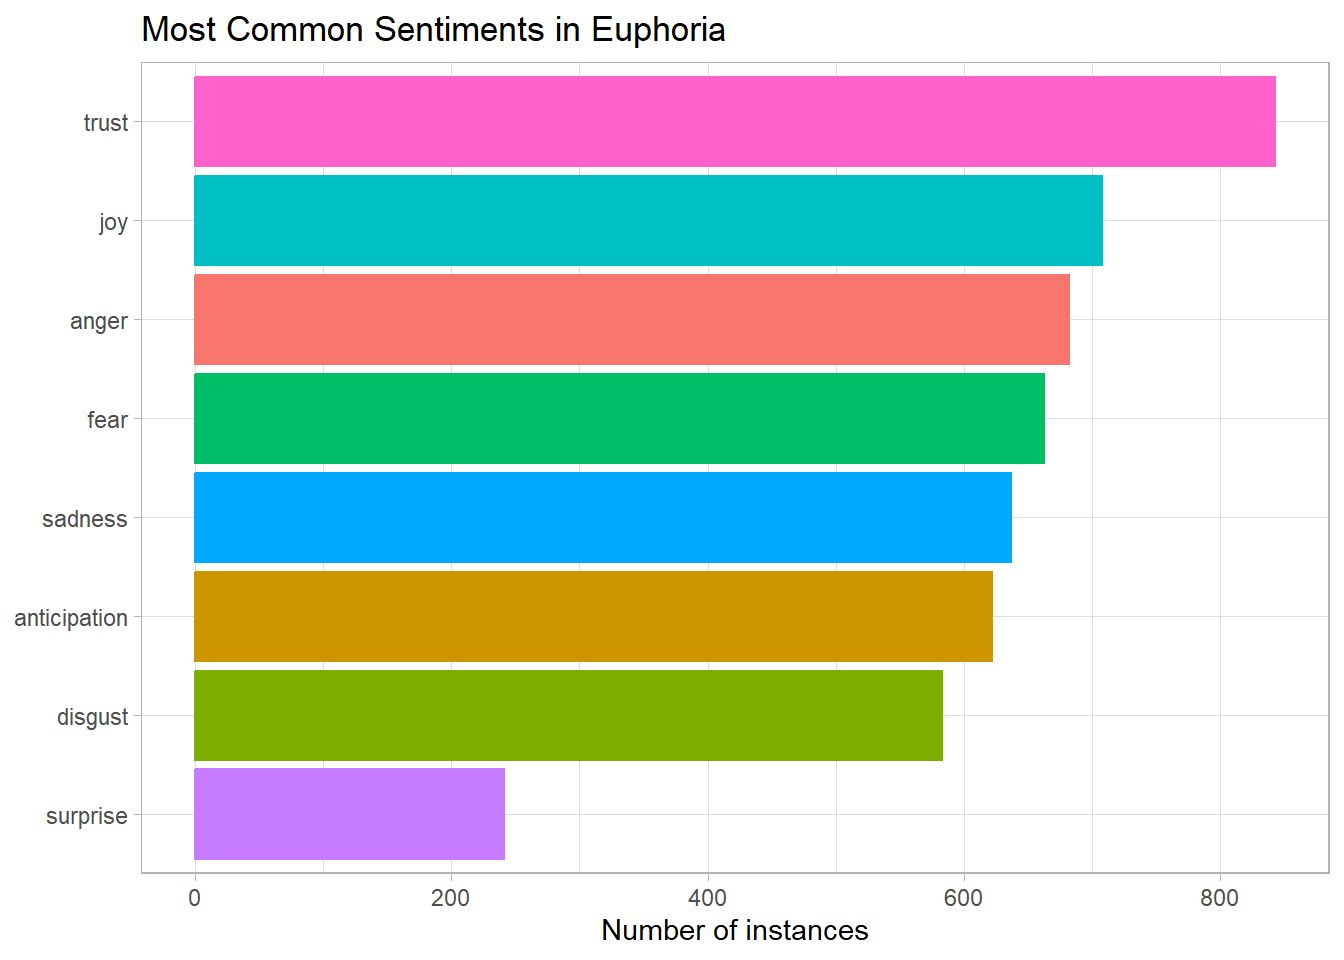 Most Common Sentiments in Euphoria
trust
joy
anger
fear
sadness
anticipation
disgust
surprise
0 200 400 600 800
Number of instances